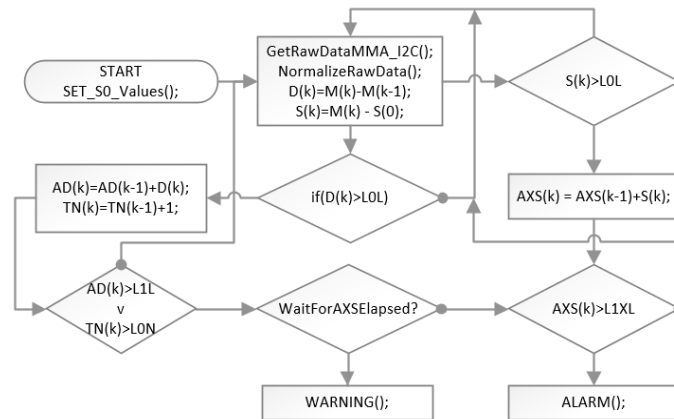 START
SET_S0_Values();
GetRawDataMMA_I2C();
NormalizeRawData();
D(k)=M(k)-M(k-1);
S(k)=M(k) - S(0);
S(k)>L0L
AD(k)=AD(k-1)+D(k);
TN(k)=TN(k-1)+1;
if(D(k)>L0L)
AXS(k) = AXS(k-1)+S(k);
AD(k)>L1L
v
TN(k)>L0N
WaitForAXSElapsed?
AXS(k)>L1XL
WARNING();
ALARM();